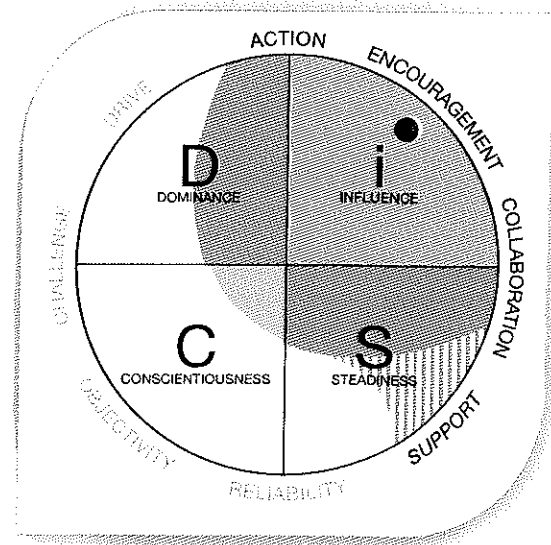 ACTION
ENCOURAGEMENT
DRIVE
D
DOMINANCE
i
INFLUENCE
COLLABORATION
CHALLENGE
C
CONSCIENTIOUSNESS
S
STEADINESS
OBJECTIVITY
SUPPORT
RELIABILITY